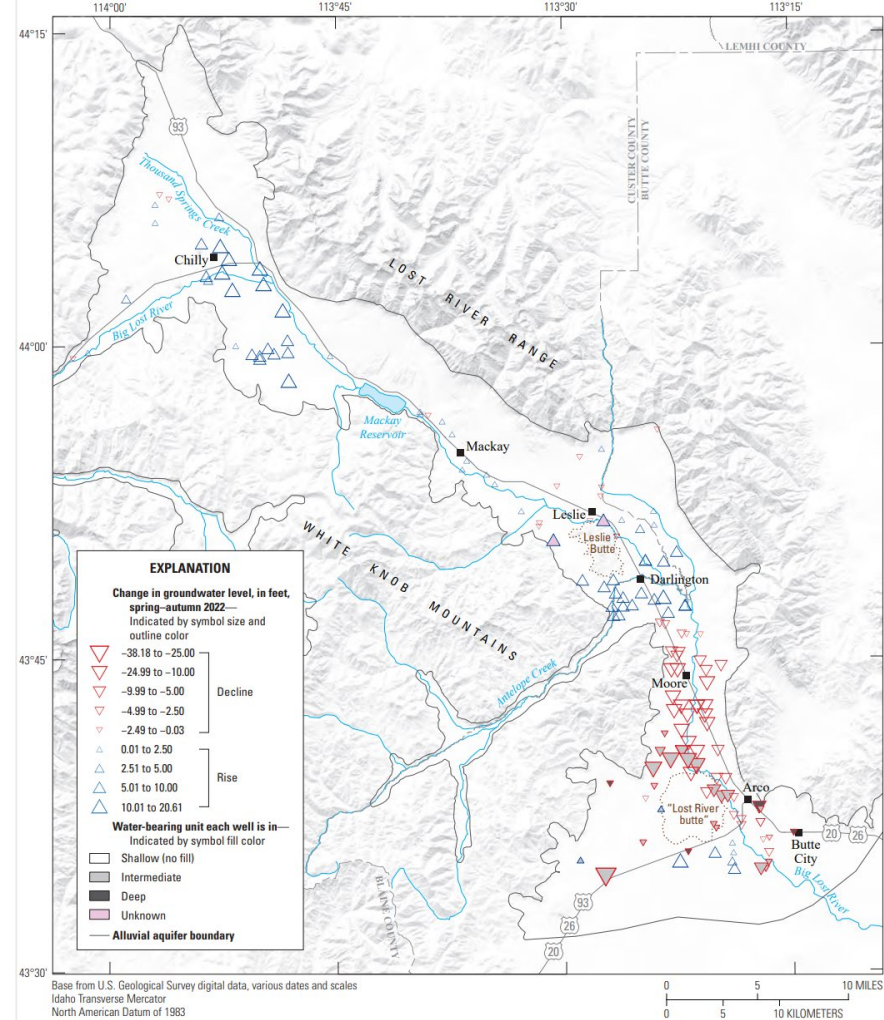 114°00'
113°45'
113°30'
113°15'
44°15'
LEMHI COUNTY
93
CUSTER COUNTY
BUTTE COUNTY
Thousand Springs Creek
Chilly
LOST RIVER RANGE
Big Lost River
44°00'
Mackay
Reservoir
Mackay
Leslie
Leslie
Butte
WHITE KNOB MOUNTAINS
Darlington
43°45'
Moore
Antelope Creek
Arco
"Lost River
butte"
20
26
Butte
City
Big Lost River
BLAINE COUNTY
93
26
20
43°30'
EXPLANATION
Change in groundwater level, in feet,
spring–autumn 2022—
Indicated by symbol size and
outline color
−38.18 to −25.00
−24.99 to −10.00
−9.99 to −5.00
−4.99 to −2.50
−2.49 to −0.03
Decline
0.01 to 2.50
2.51 to 5.00
5.01 to 10.00
10.01 to 20.61
Rise
Water-bearing unit each well is in—
Indicated by symbol fill color
Shallow (no fill)
Intermediate
Deep
Unknown
Alluvial aquifer boundary
Base from U.S. Geological Survey digital data, various dates and scales
Idaho Transverse Mercator
North American Datum of 1983
0 5 10 MILES
0 5 10 KILOMETERS